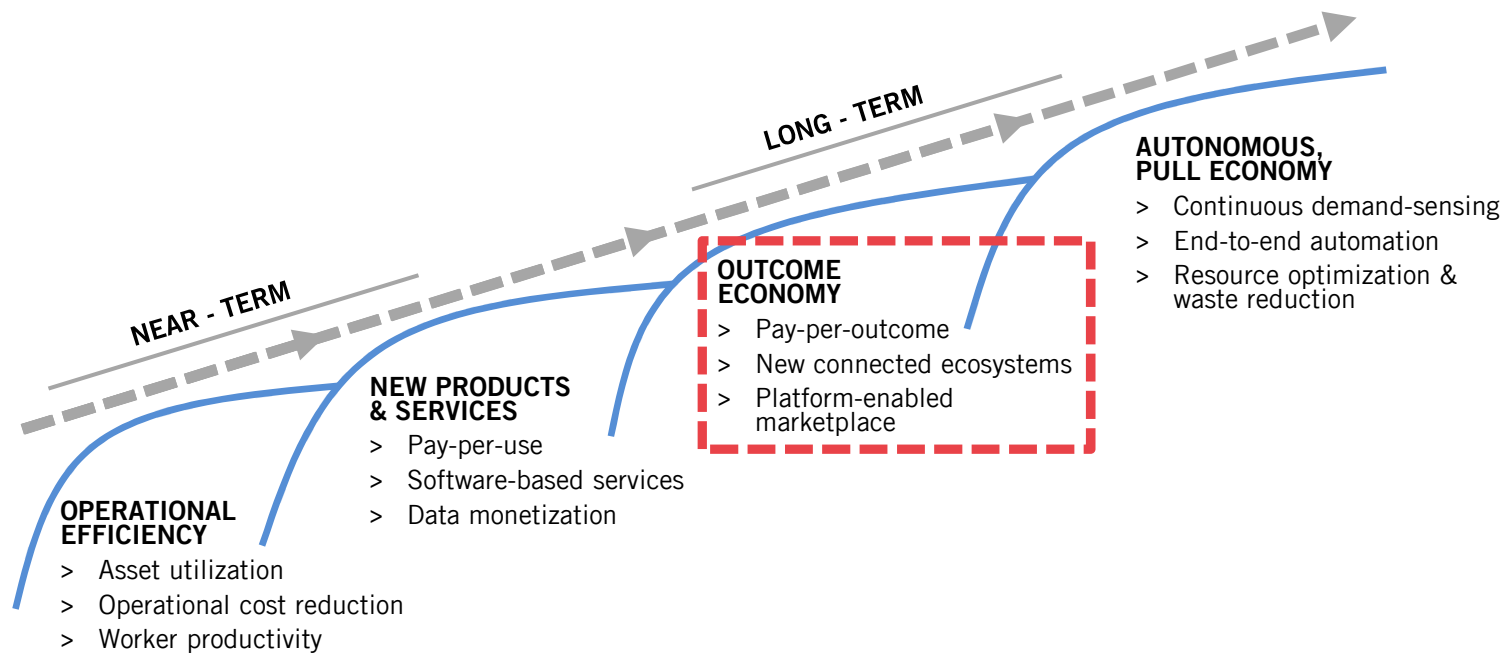 NEAR - TERM
LONG - TERM
OPERATIONAL
EFFICIENCY
> Asset utilization
> Operational cost reduction
> Worker productivity
NEW PRODUCTS
& SERVICES
> Pay-per-use
> Software-based services
> Data monetization
OUTCOME
ECONOMY
> Pay-per-outcome
> New connected ecosystems
> Platform-enabled
marketplace
AUTONOMOUS,
PULL ECONOMY
> Continuous demand-sensing
> End-to-end automation
> Resource optimization &
waste reduction